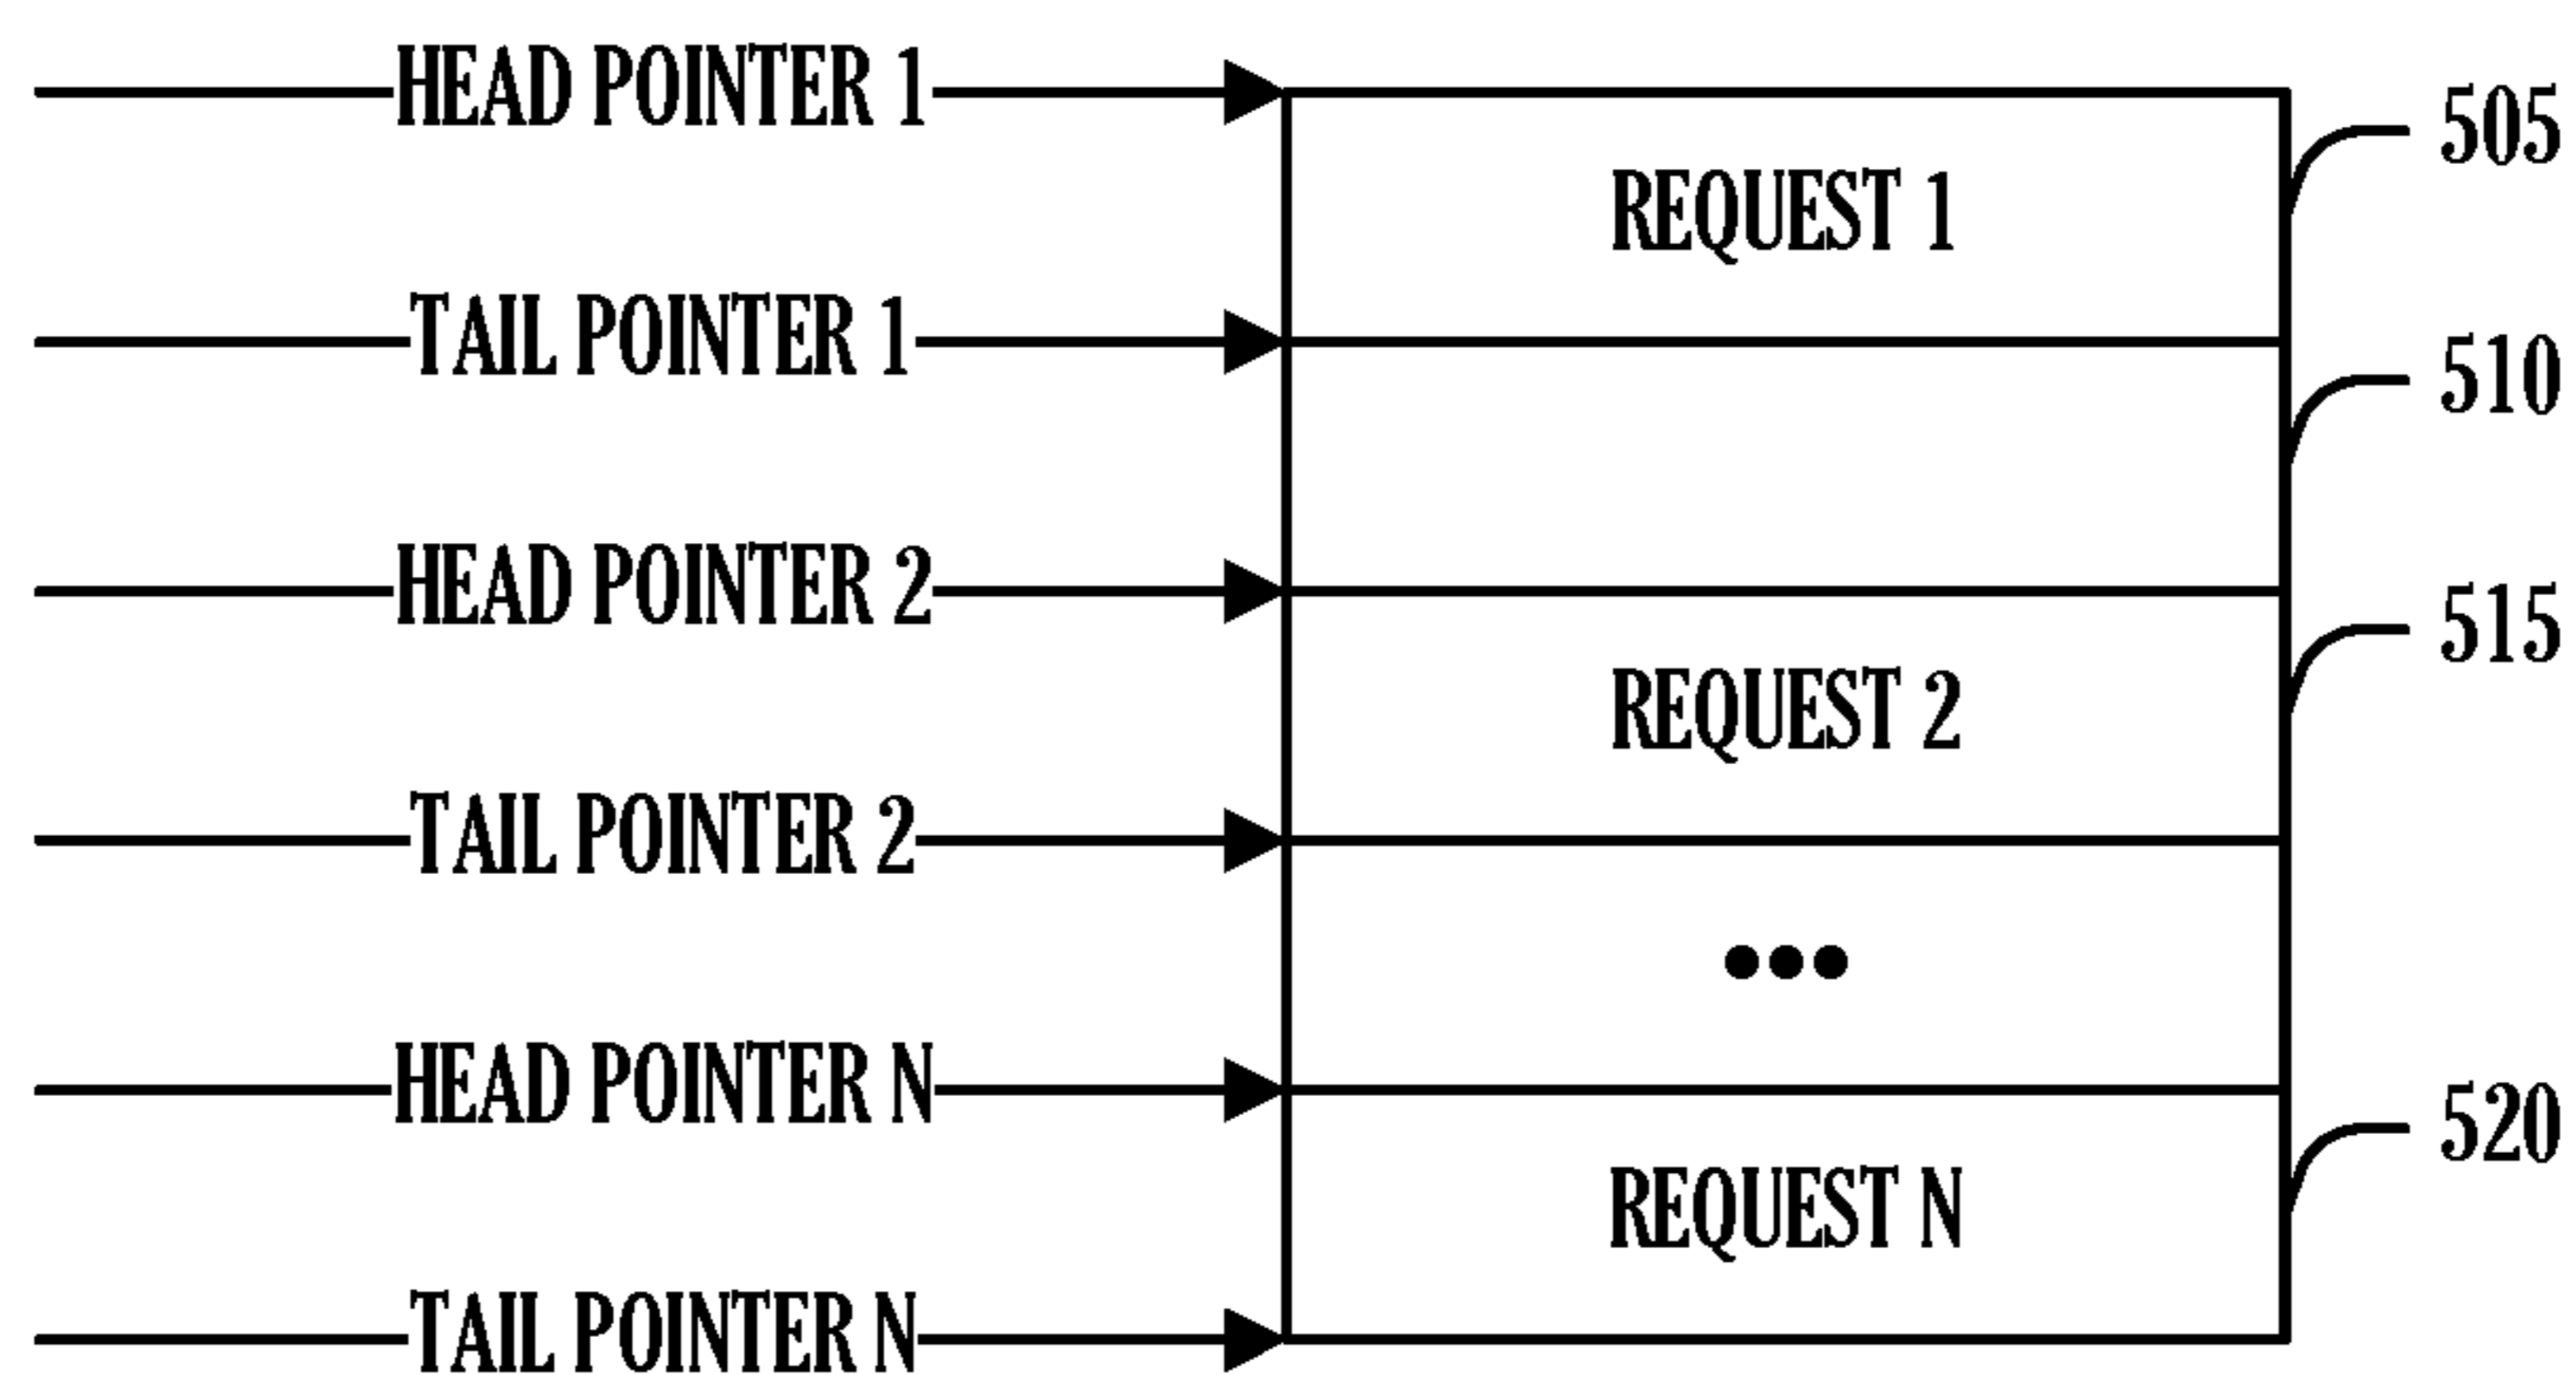 HEAD POINTER 1
505
REQUEST 1
TAIL POINTER 1
510
HEAD POINTER 2
515
REQUEST 2
TAIL POINTER 2
•••
HEAD POINTER N
520
REQUEST N
TAIL POINTER N